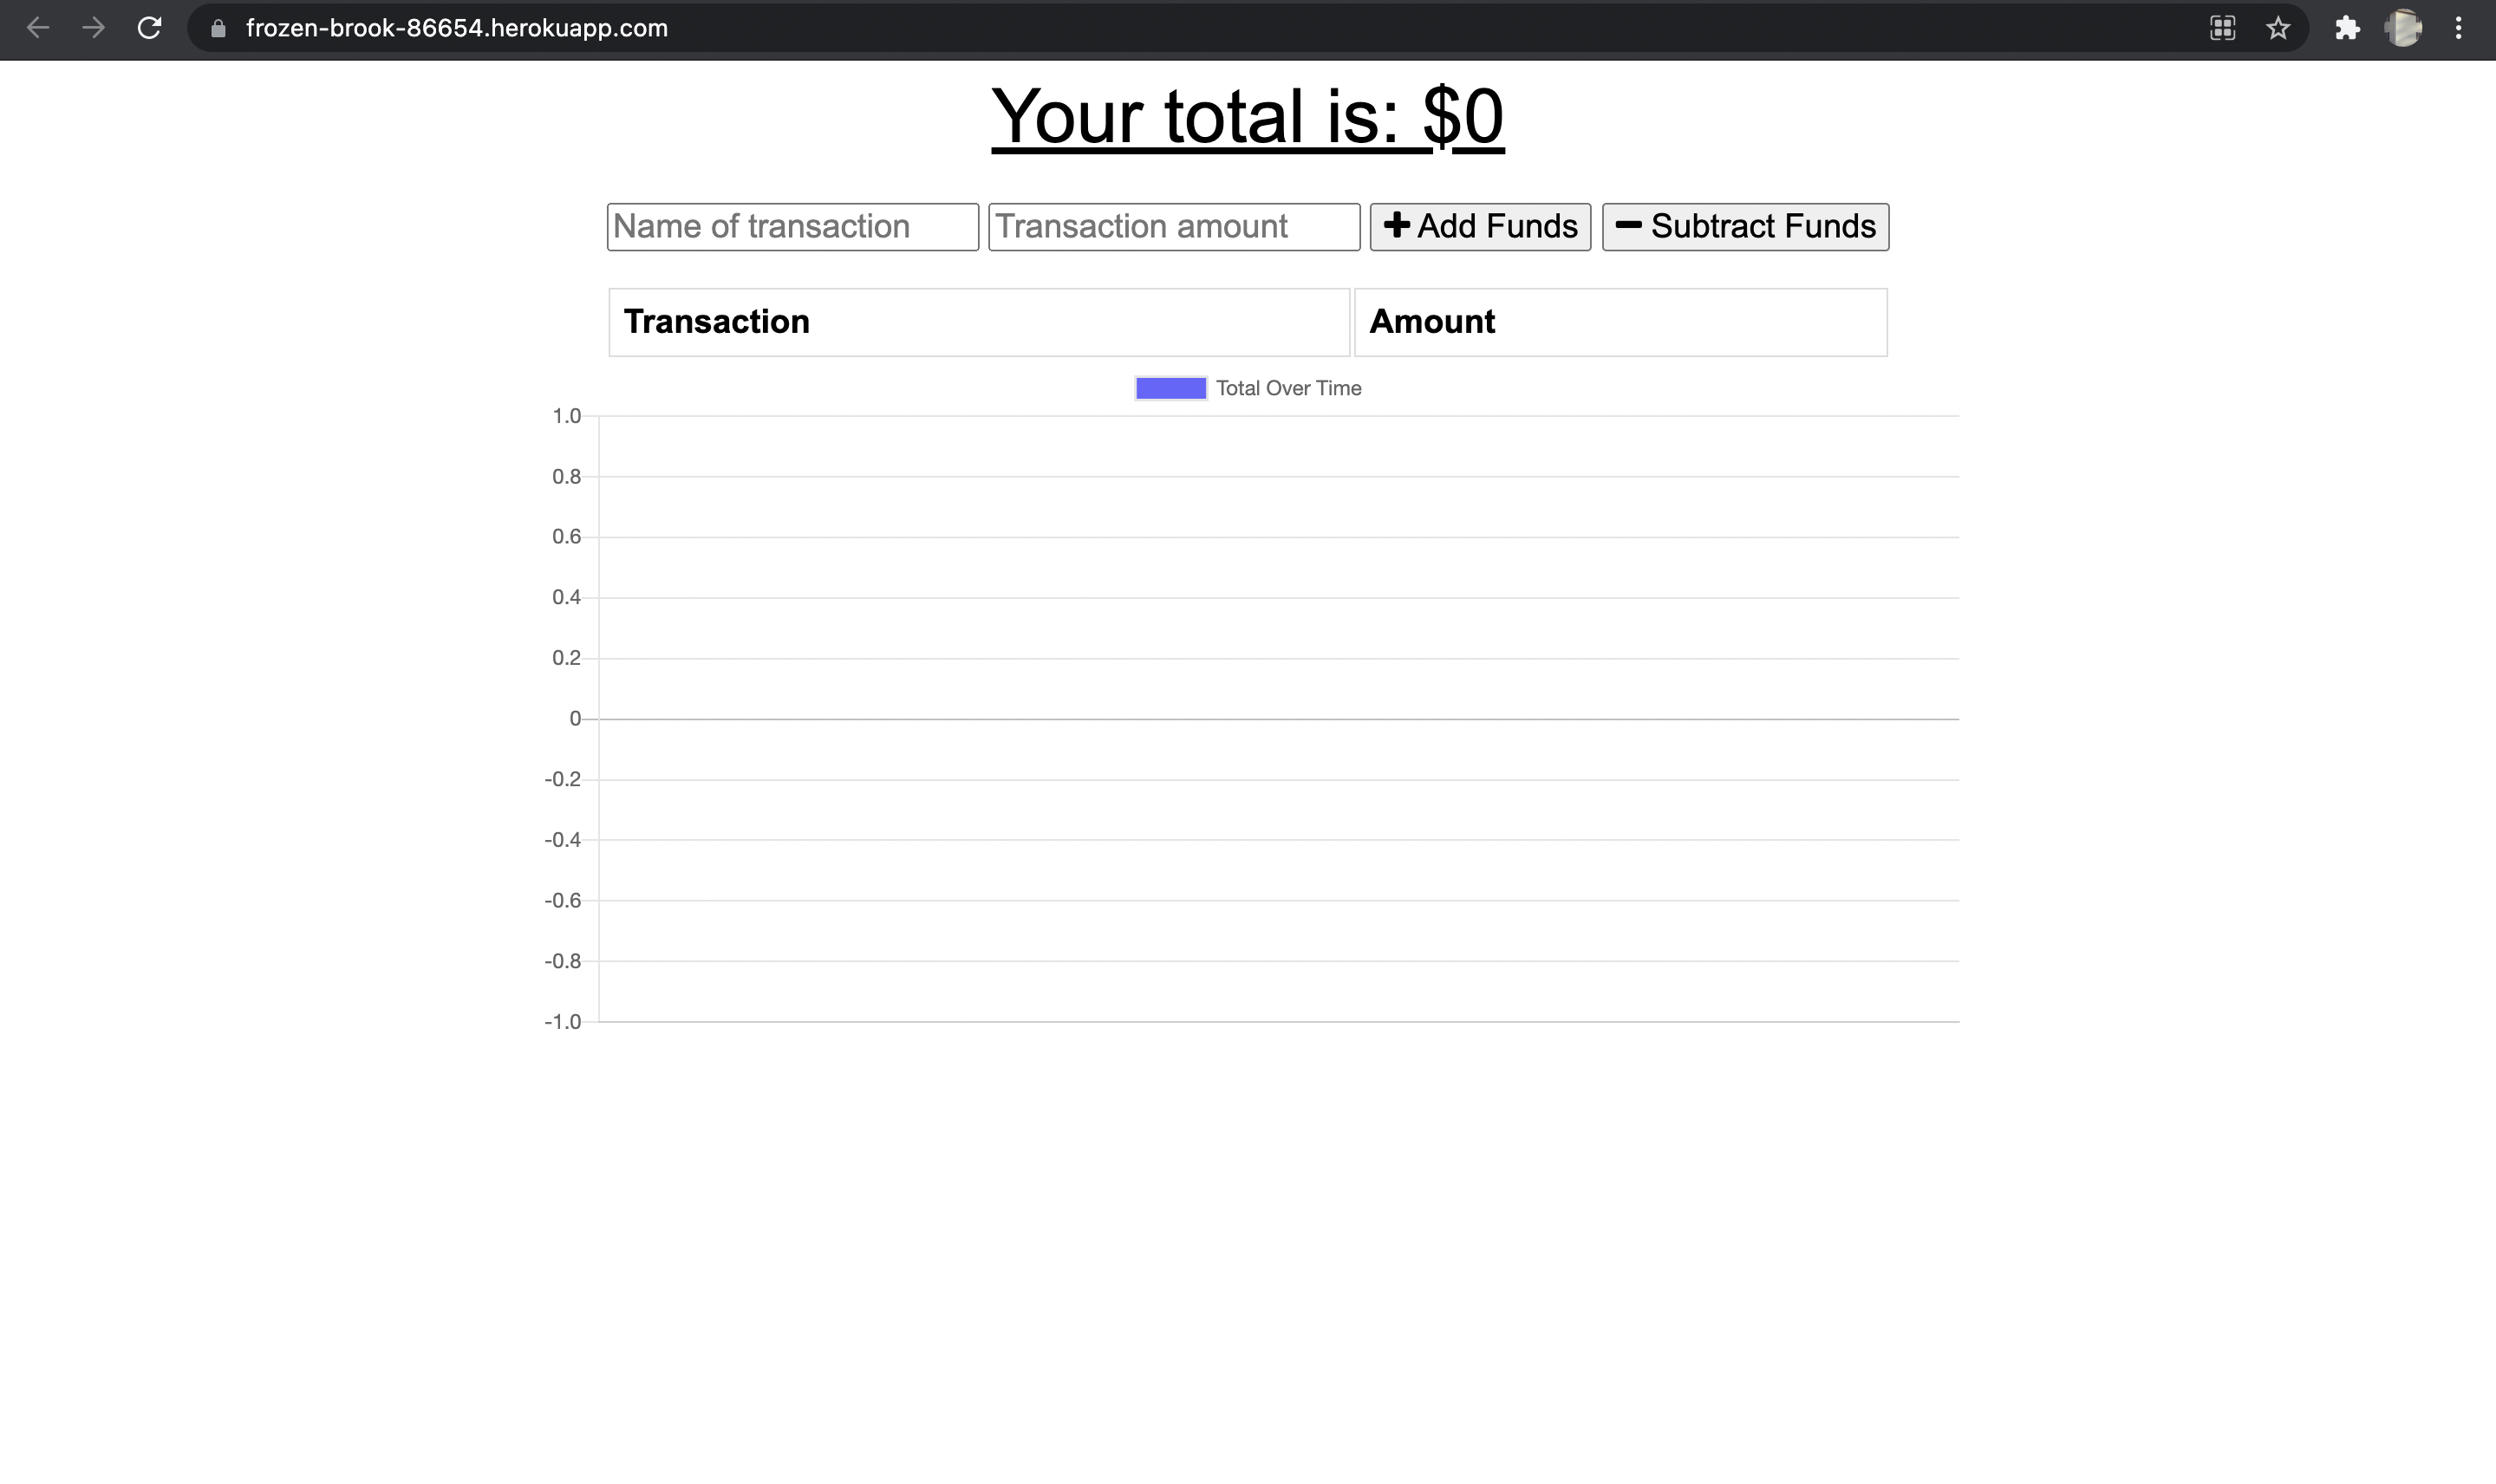 frozen-brook-86654.herokuapp.com
Your total is: $0
Name of transaction Transaction amount Add Funds Subtract Funds
Transaction Amount
Total Over Time
1.0
0.8
0.6
0.4
0.2
0
-0.2
-0.4
-0.6
-0.8
-1.0